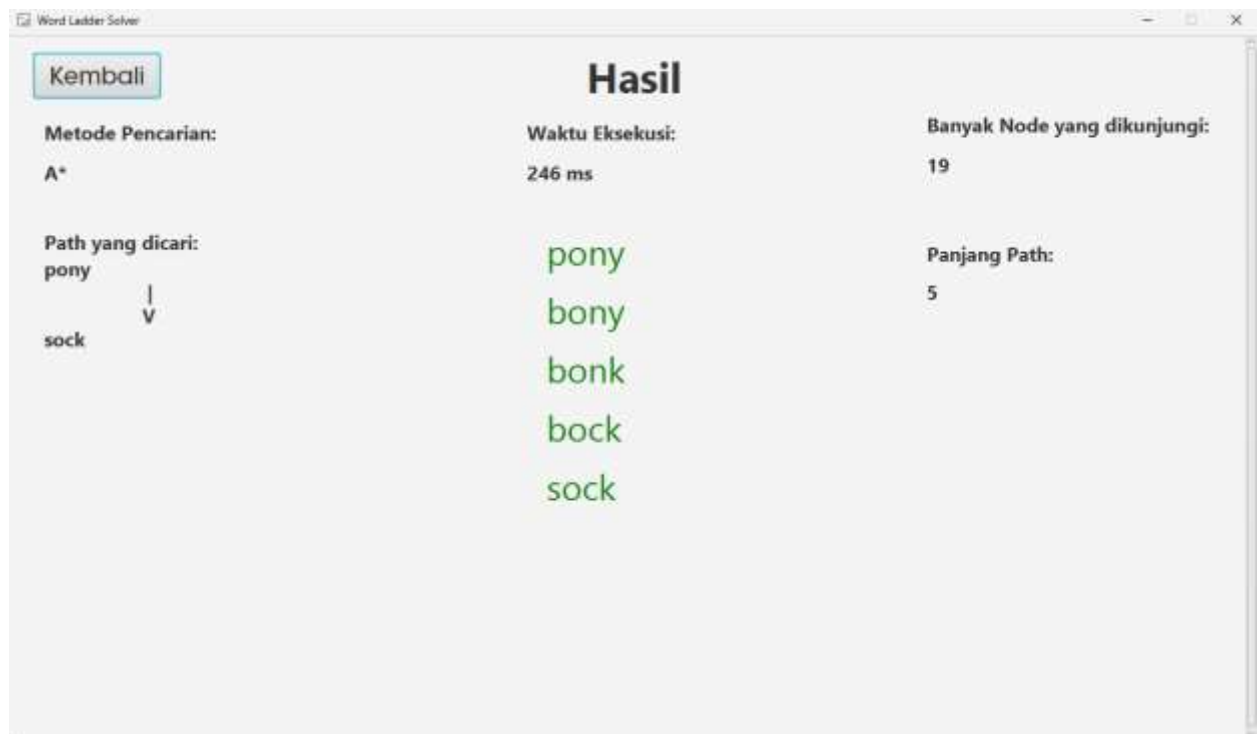 Word Ladder Solver
Kembali
Hasil
Metode Pencarian:
A*
Waktu Eksekusi:
246 ms
Banyak Node yang dikunjungi:
19
Path yang dicari:
pony
|
V
sock
pony
bony
bonk
bock
sock
Panjang Path:
5